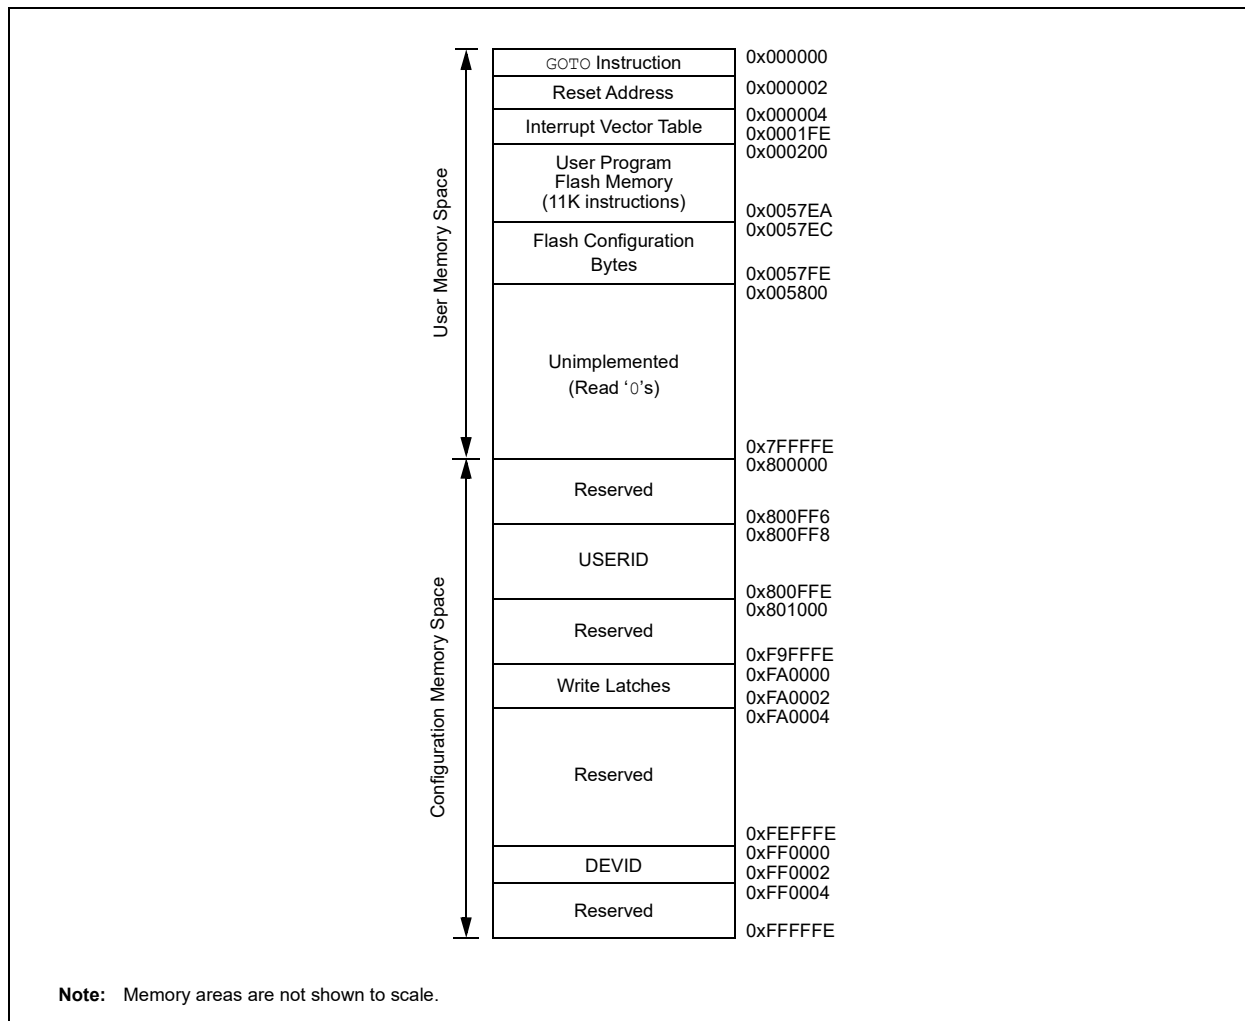 GOTO Instruction
0x000000
Reset Address
0x000002
Interrupt Vector Table
0x000004
0x0001FE
User Program
Flash Memory
(11K instructions)
0x000200
0x0057EA
Flash Configuration
Bytes
0x0057EC
0x0057FE
Unimplemented
(Read ‘0’s)
0x005800
0x7FFFFE
User Memory Space
Reserved
0x800000
0x800FF6
USERID
0x800FF8
0x800FFE
Reserved
0x801000
0xF9FFFE
Write Latches
0xFA0000
0xFA0002
Reserved
0xFA0004
0xFEFFFE
DEVID
0xFF0000
0xFF0002
Reserved
0xFF0004
0xFFFFFE
Configuration Memory Space
Note: Memory areas are not shown to scale.